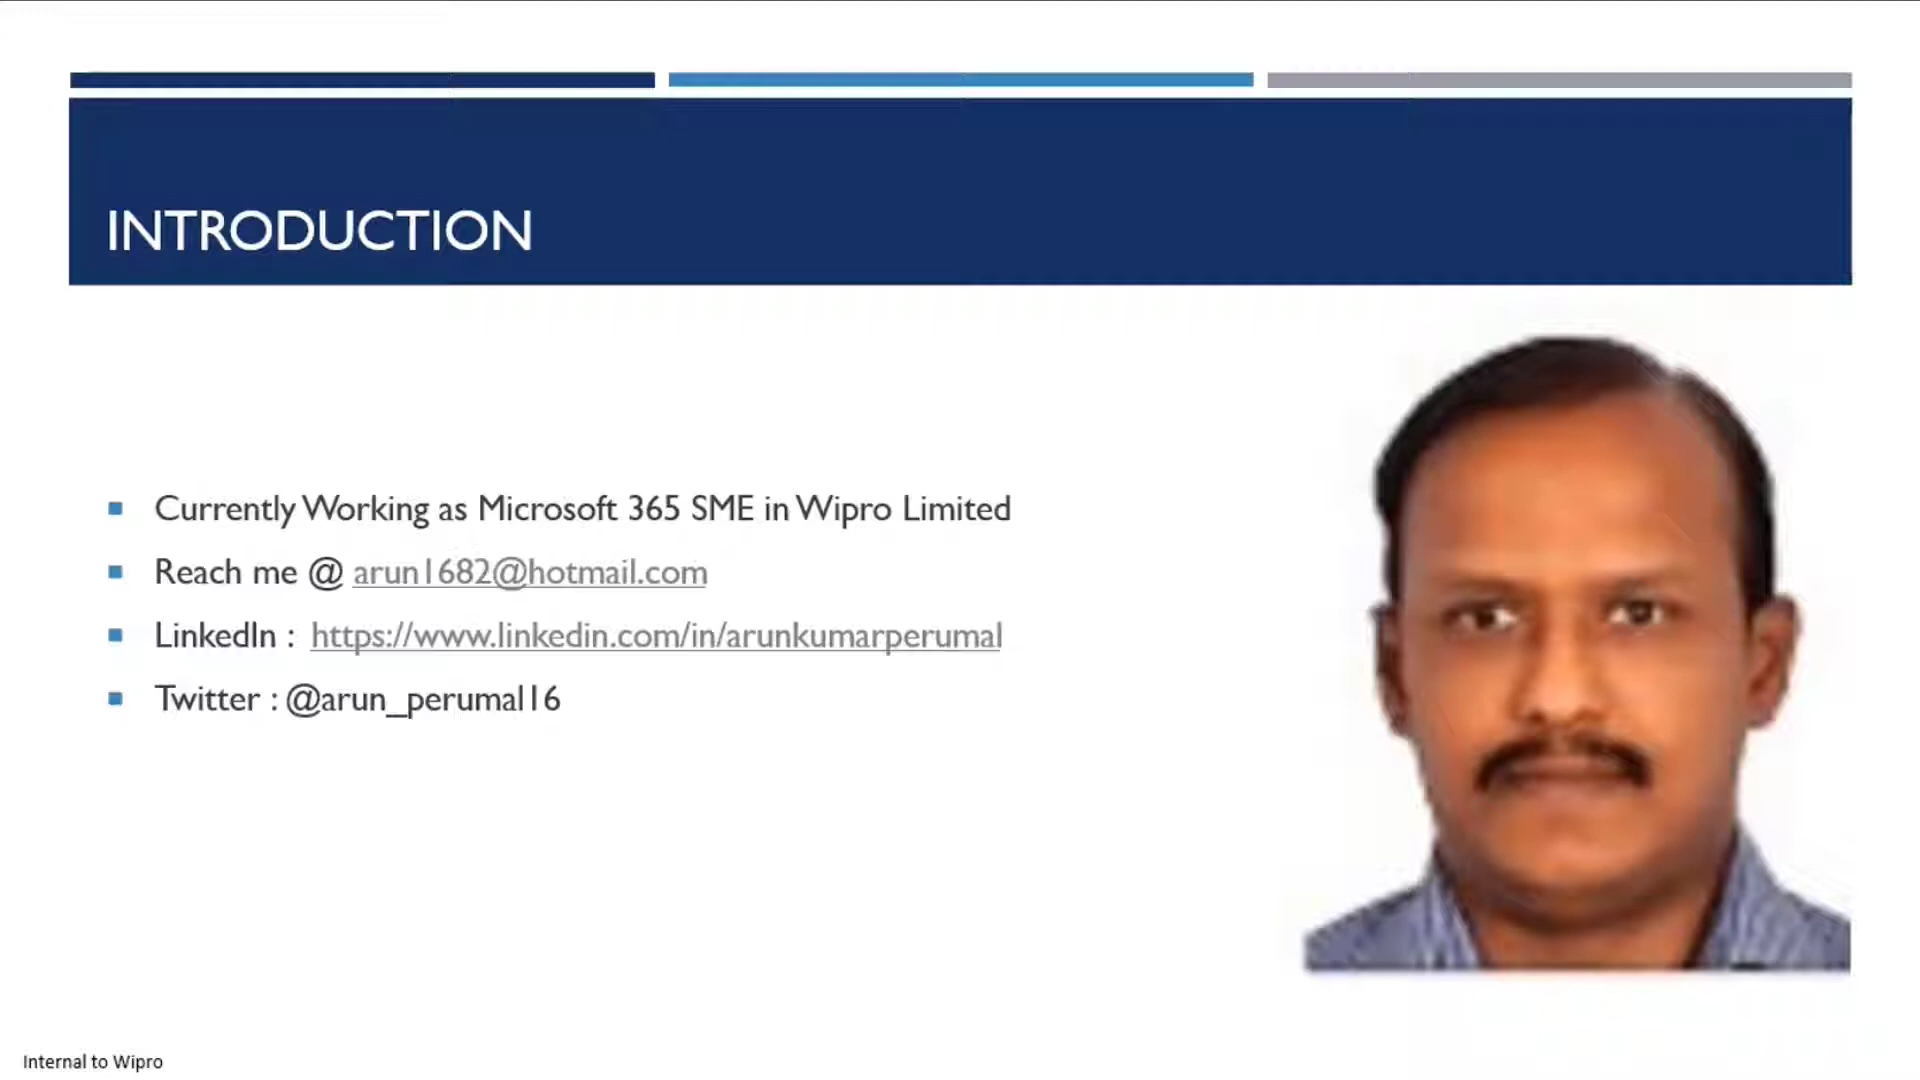 INTRODUCTION
Currently Working as Microsoft 365 SME in Wipro Limited
Reach me @ arun1682@hotmail.com
LinkedIn : https://www.linkedin.com/in/arunkumarperumal
Twitter : @arun_perumal16
Internal to Wipro